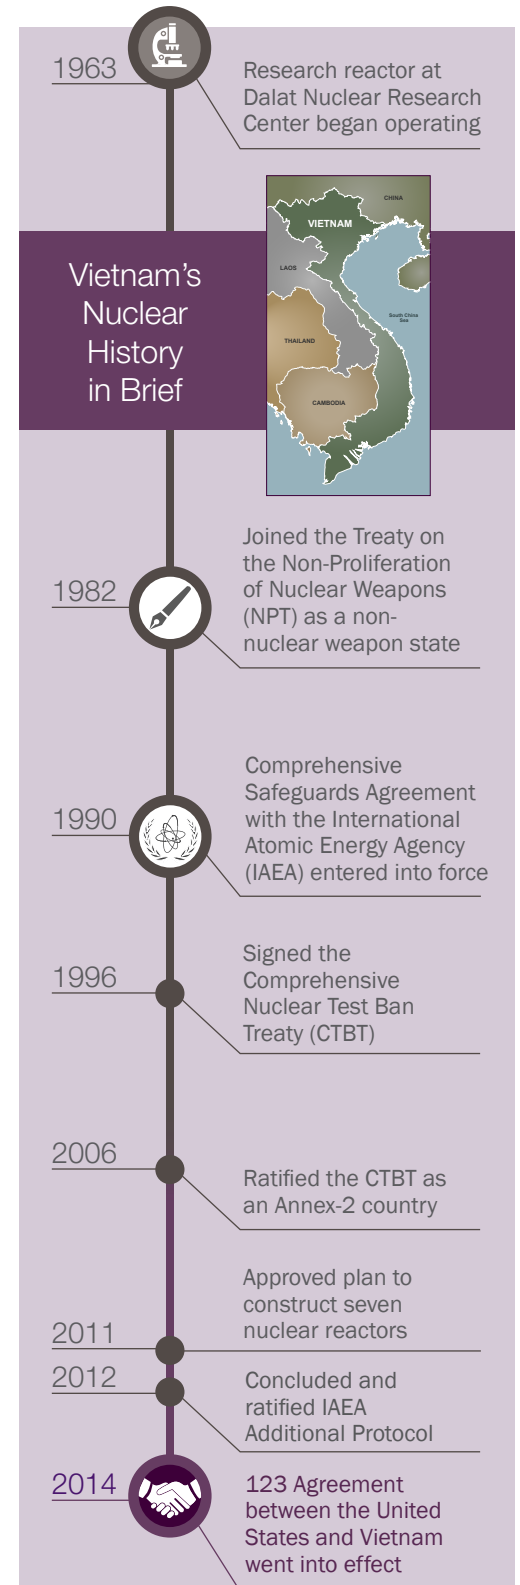 1963
Research reactor at
Dalat Nuclear Research
Center began operating
Vietnam's
Nuclear
History
in Brief
CHINA
VIETNAM
LAOS
South China
Sea
THAILAND
CAMBODIA
1982
Joined the Treaty on
the Non-Proliferation
of Nuclear Weapons
(NPT) as a non-
nuclear weapon state
1990
Comprehensive
Safeguards Agreement
with the International
Atomic Energy Agency
(IAEA) entered into force
1996
Signed the
Comprehensive
Nuclear Test Ban
Treaty (CTBT)
2006
Ratified the CTBT as
an Annex-2 country
2011
Approved plan to
construct seven
nuclear reactors
2012
Concluded and
ratified IAEA
Additional Protocol
2014
123 Agreement
between the United
States and Vietnam
went into effect